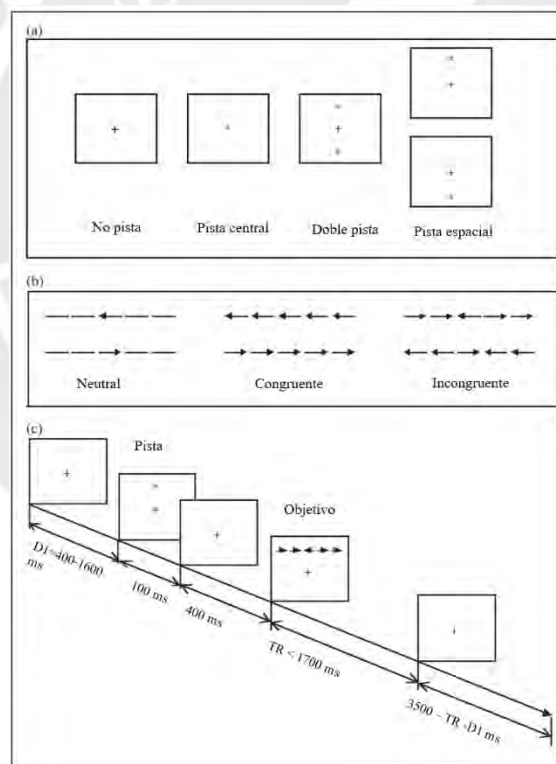 (a)
No pista Pista central Doble pista Pista espacial
(b)
Neutral Congruente Incongruente
(c)
Pista
Objetivo
D1=400-1600
ms
100 ms
400 ms
TR < 1700 ms
3500 – TR -D1 ms